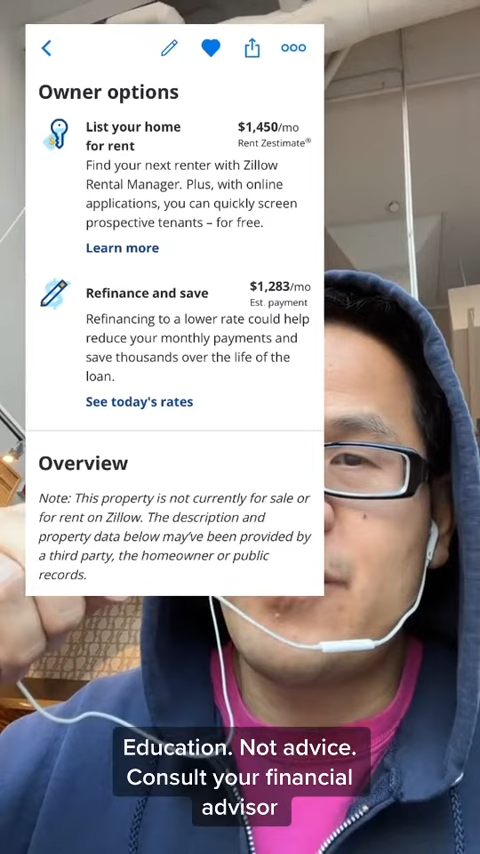 Owner options
List your home
for rent
$1,450/mo
Rent Zestimate®
Find your next renter with Zillow
Rental Manager. Plus, with online
applications, you can quickly screen
prospective tenants – for free.
Learn more
Refinance and save
$1,283/mo
Est. payment
Refinancing to a lower rate could help
reduce your monthly payments and
save thousands over the life of the
loan.
See today's rates
Overview
Note: This property is not currently for sale or
for rent on Zillow. The description and
property data below may've been provided by
a third party, the homeowner or public
records.
Education. Not advice.
Consult your financial
advisor